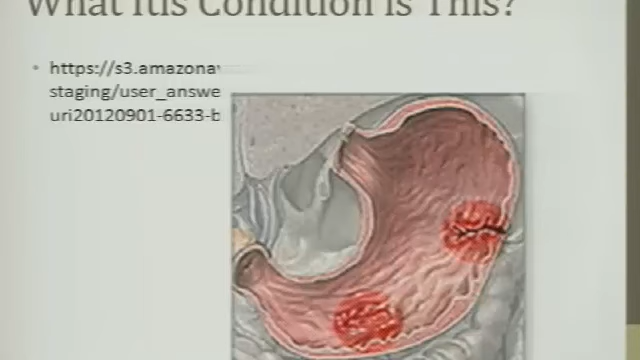 What Itis Condition Is This?
https://s3.amazona
staging/user_answe
uri20120901-6633-b